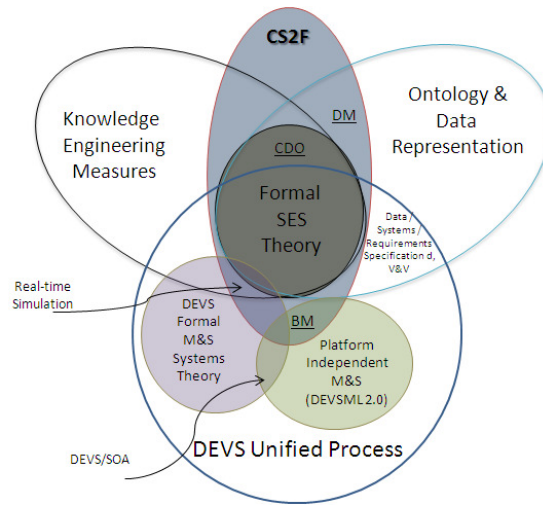 CS2F
Knowledge
Engineering
Measures
DM
Ontology &
Data
Representation
CDO
Formal
SES
Theory
Data /
Systems /
Requirements
Specification d,
V&V
Real-time
Simulation
DEVS
Formal
M&S
Systems
Theory
BM
Platform
Independent
M&S
(DEVSML 2.0)
DEVS Unified Process
DEVS/SOA